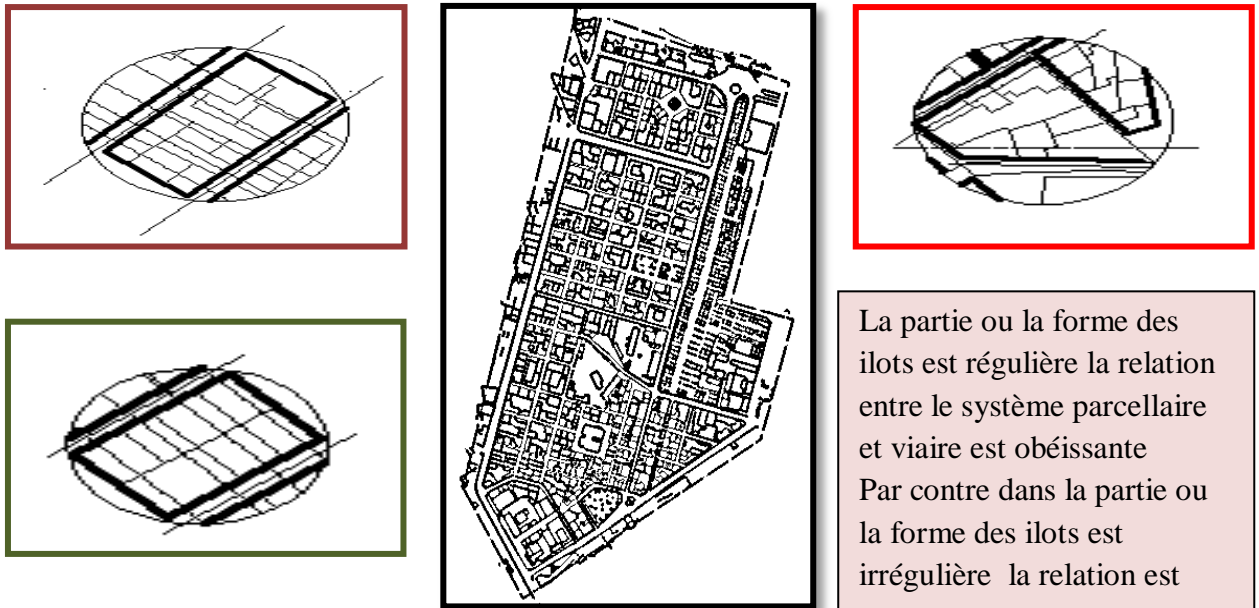 La partie ou la forme des
ilots est régulière la relation
entre le système parcellaire
et viaire est obéissante
Par contre dans la partie ou
la forme des ilots est
irrégulière la relation est